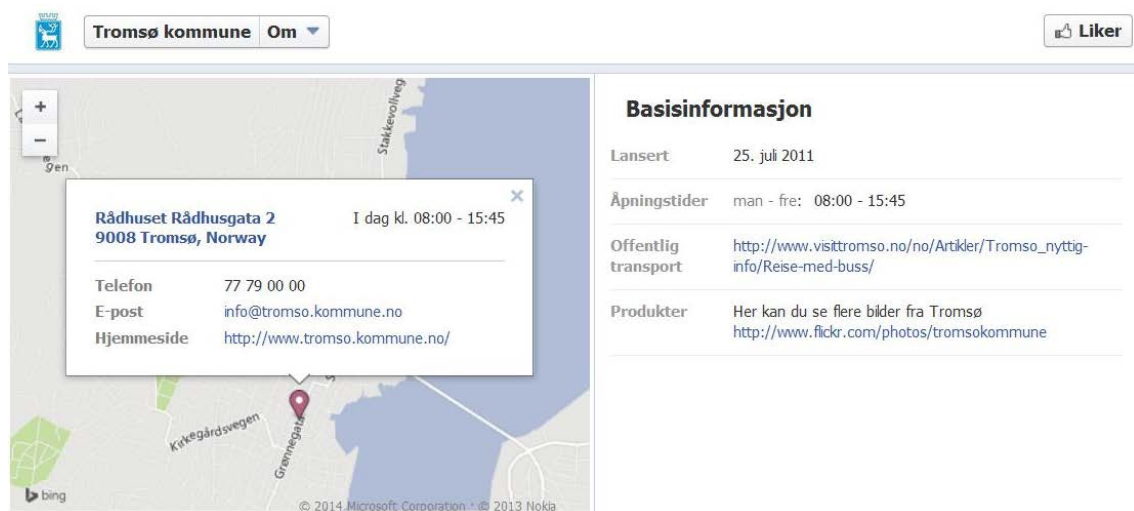 Tromsø kommune Om
Liker
+
−
Stakkevollveg
gen
Rådhuset Rådhusgata 2
9008 Tromsø, Norway
I dag kl. 08:00 - 15:45
Telefon 77 79 00 00
E-post info@tromso.kommune.no
Hjemmeside http://www.tromso.kommune.no/
Kirkegårdsvegen
Grønnegata
bing
© 2014 Microsoft Corporation · © 2013 Nokia
Basisinformasjon
Lansert 25. juli 2011
Åpningstider man - fre: 08:00 - 15:45
Offentlig
transport
http://www.visittromso.no/no/Artikler/Tromso_nyttig-
info/Reise-med-buss/
Produkter Her kan du se flere bilder fra Tromsø
http://www.flickr.com/photos/tromsokommune